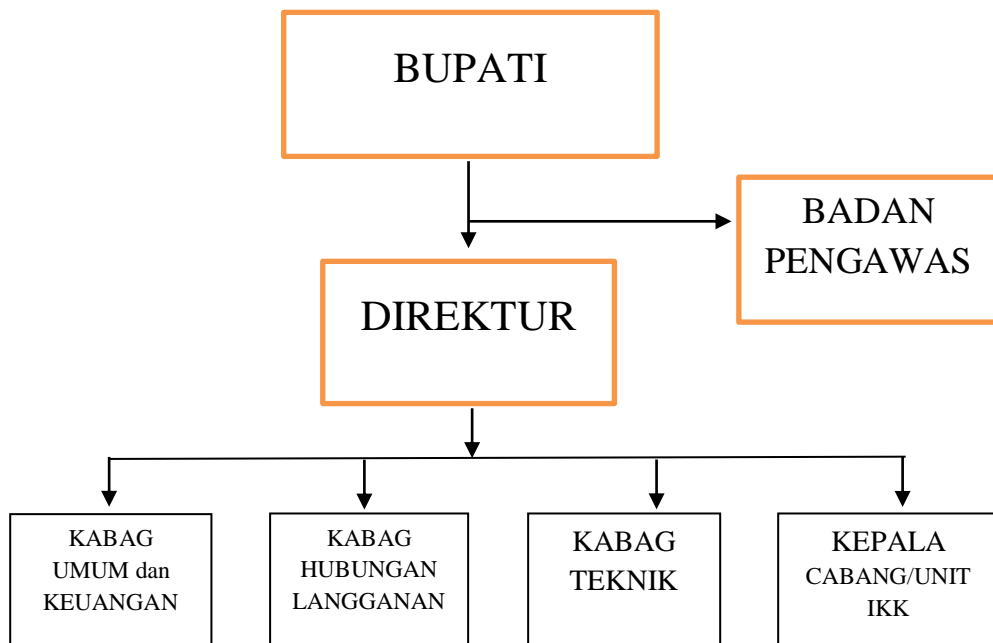 BUPATI
BADAN
PENGAWAS
DIREKTUR
KABAG
UMUM dan
KEUANGAN
KABAG
HUBUNGAN
LANGGANAN
KABAG
TEKNIK
KEPALA
CABANG/UNIT
IKK